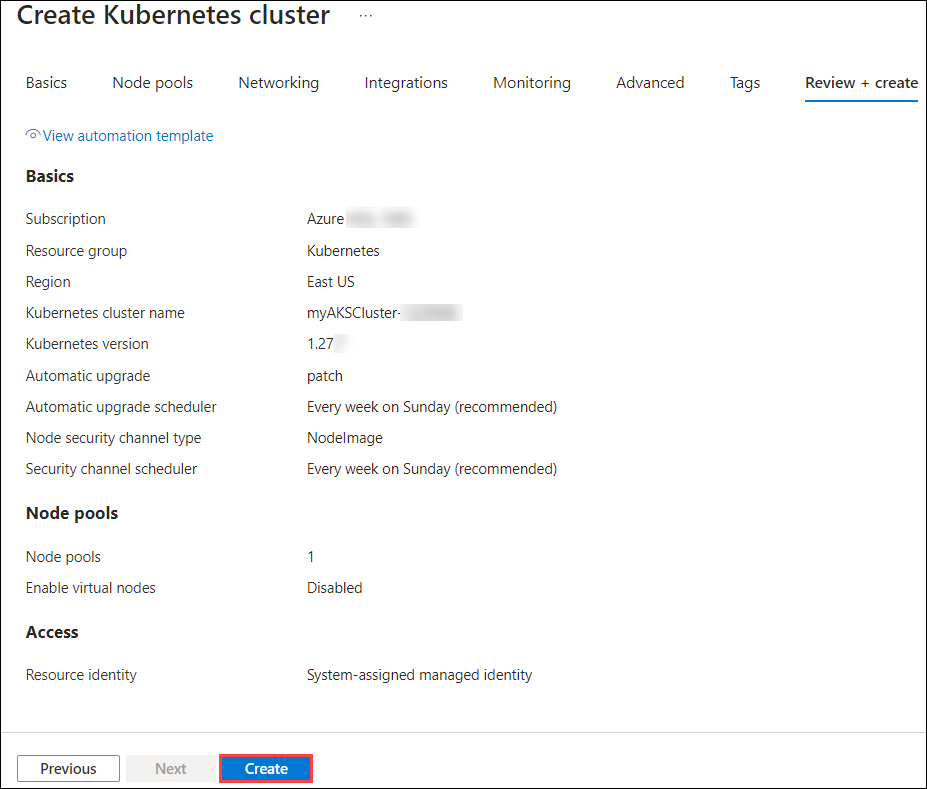 Create Kubernetes cluster ...
Basics Node pools Networking Integrations Monitoring Advanced Tags Review + create
View automation template
Basics
Subscription Azure
Resource group Kubernetes
Region East US
Kubernetes cluster name myAKSCluster-
Kubernetes version 1.27
Automatic upgrade patch
Automatic upgrade scheduler Every week on Sunday (recommended)
Node security channel type NodeImage
Security channel scheduler Every week on Sunday (recommended)
Node pools
Node pools 1
Enable virtual nodes Disabled
Access
Resource identity System-assigned managed identity
Previous Next Create